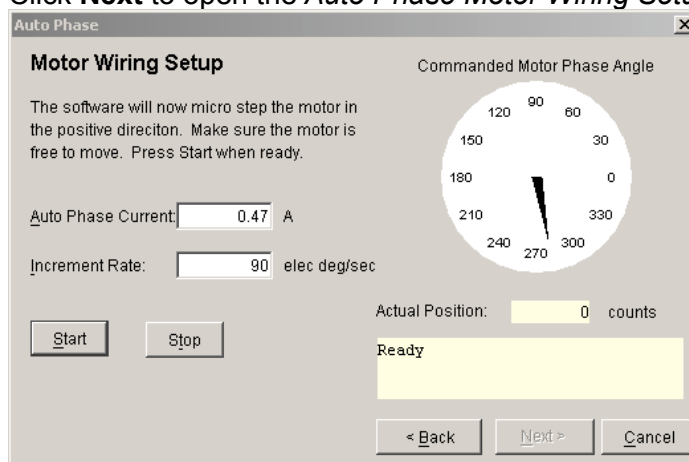 Click Next to open the Auto Phase Motor Wiring Setu
Auto Phase
Motor Wiring Setup
The software will now micro step the motor in
the positive direciton. Make sure the motor is
free to move. Press Start when ready.
Auto Phase Current: 0.47 A
Increment Rate: 90 elec deg/sec
Start Stop
Commanded Motor Phase Angle
90
120 60
150 30
180 0
210 330
240 300
270
Actual Position: 0 counts
Ready
< Back Next > Cancel